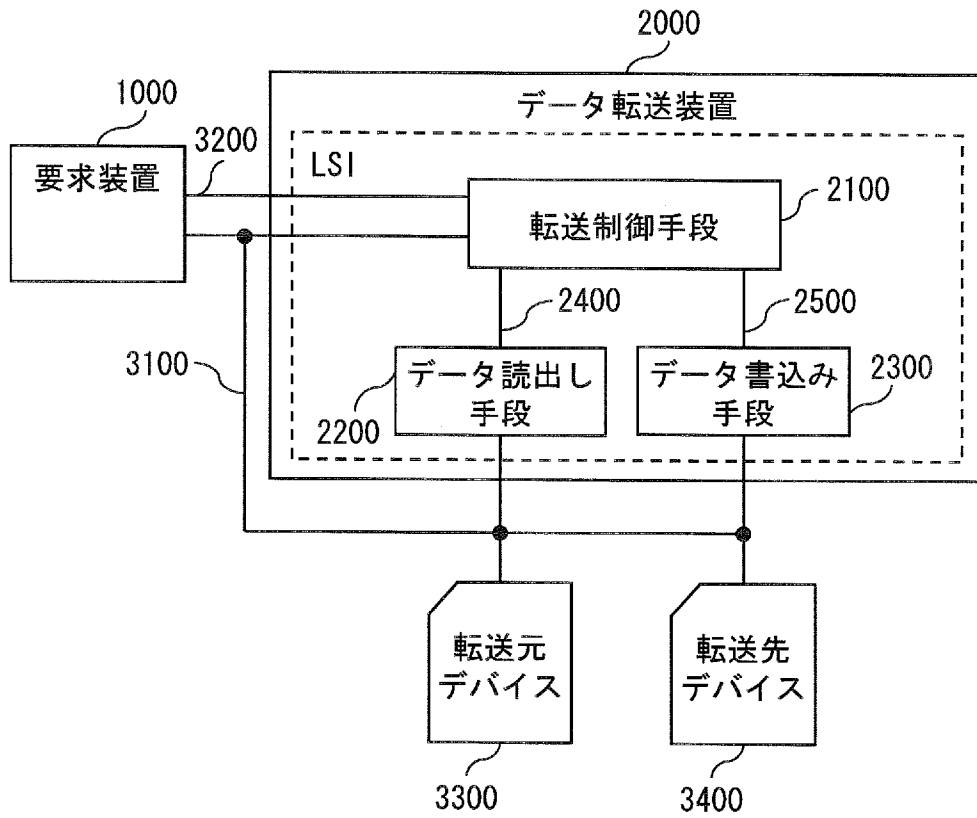 2000
データ転送装置
1000
要求装置
3200
LSI
転送制御手段
2100
2400
2500
3100
データ読出し
手段
2200
データ書込み
手段
2300
転送元
デバイス
転送先
デバイス
3300
3400